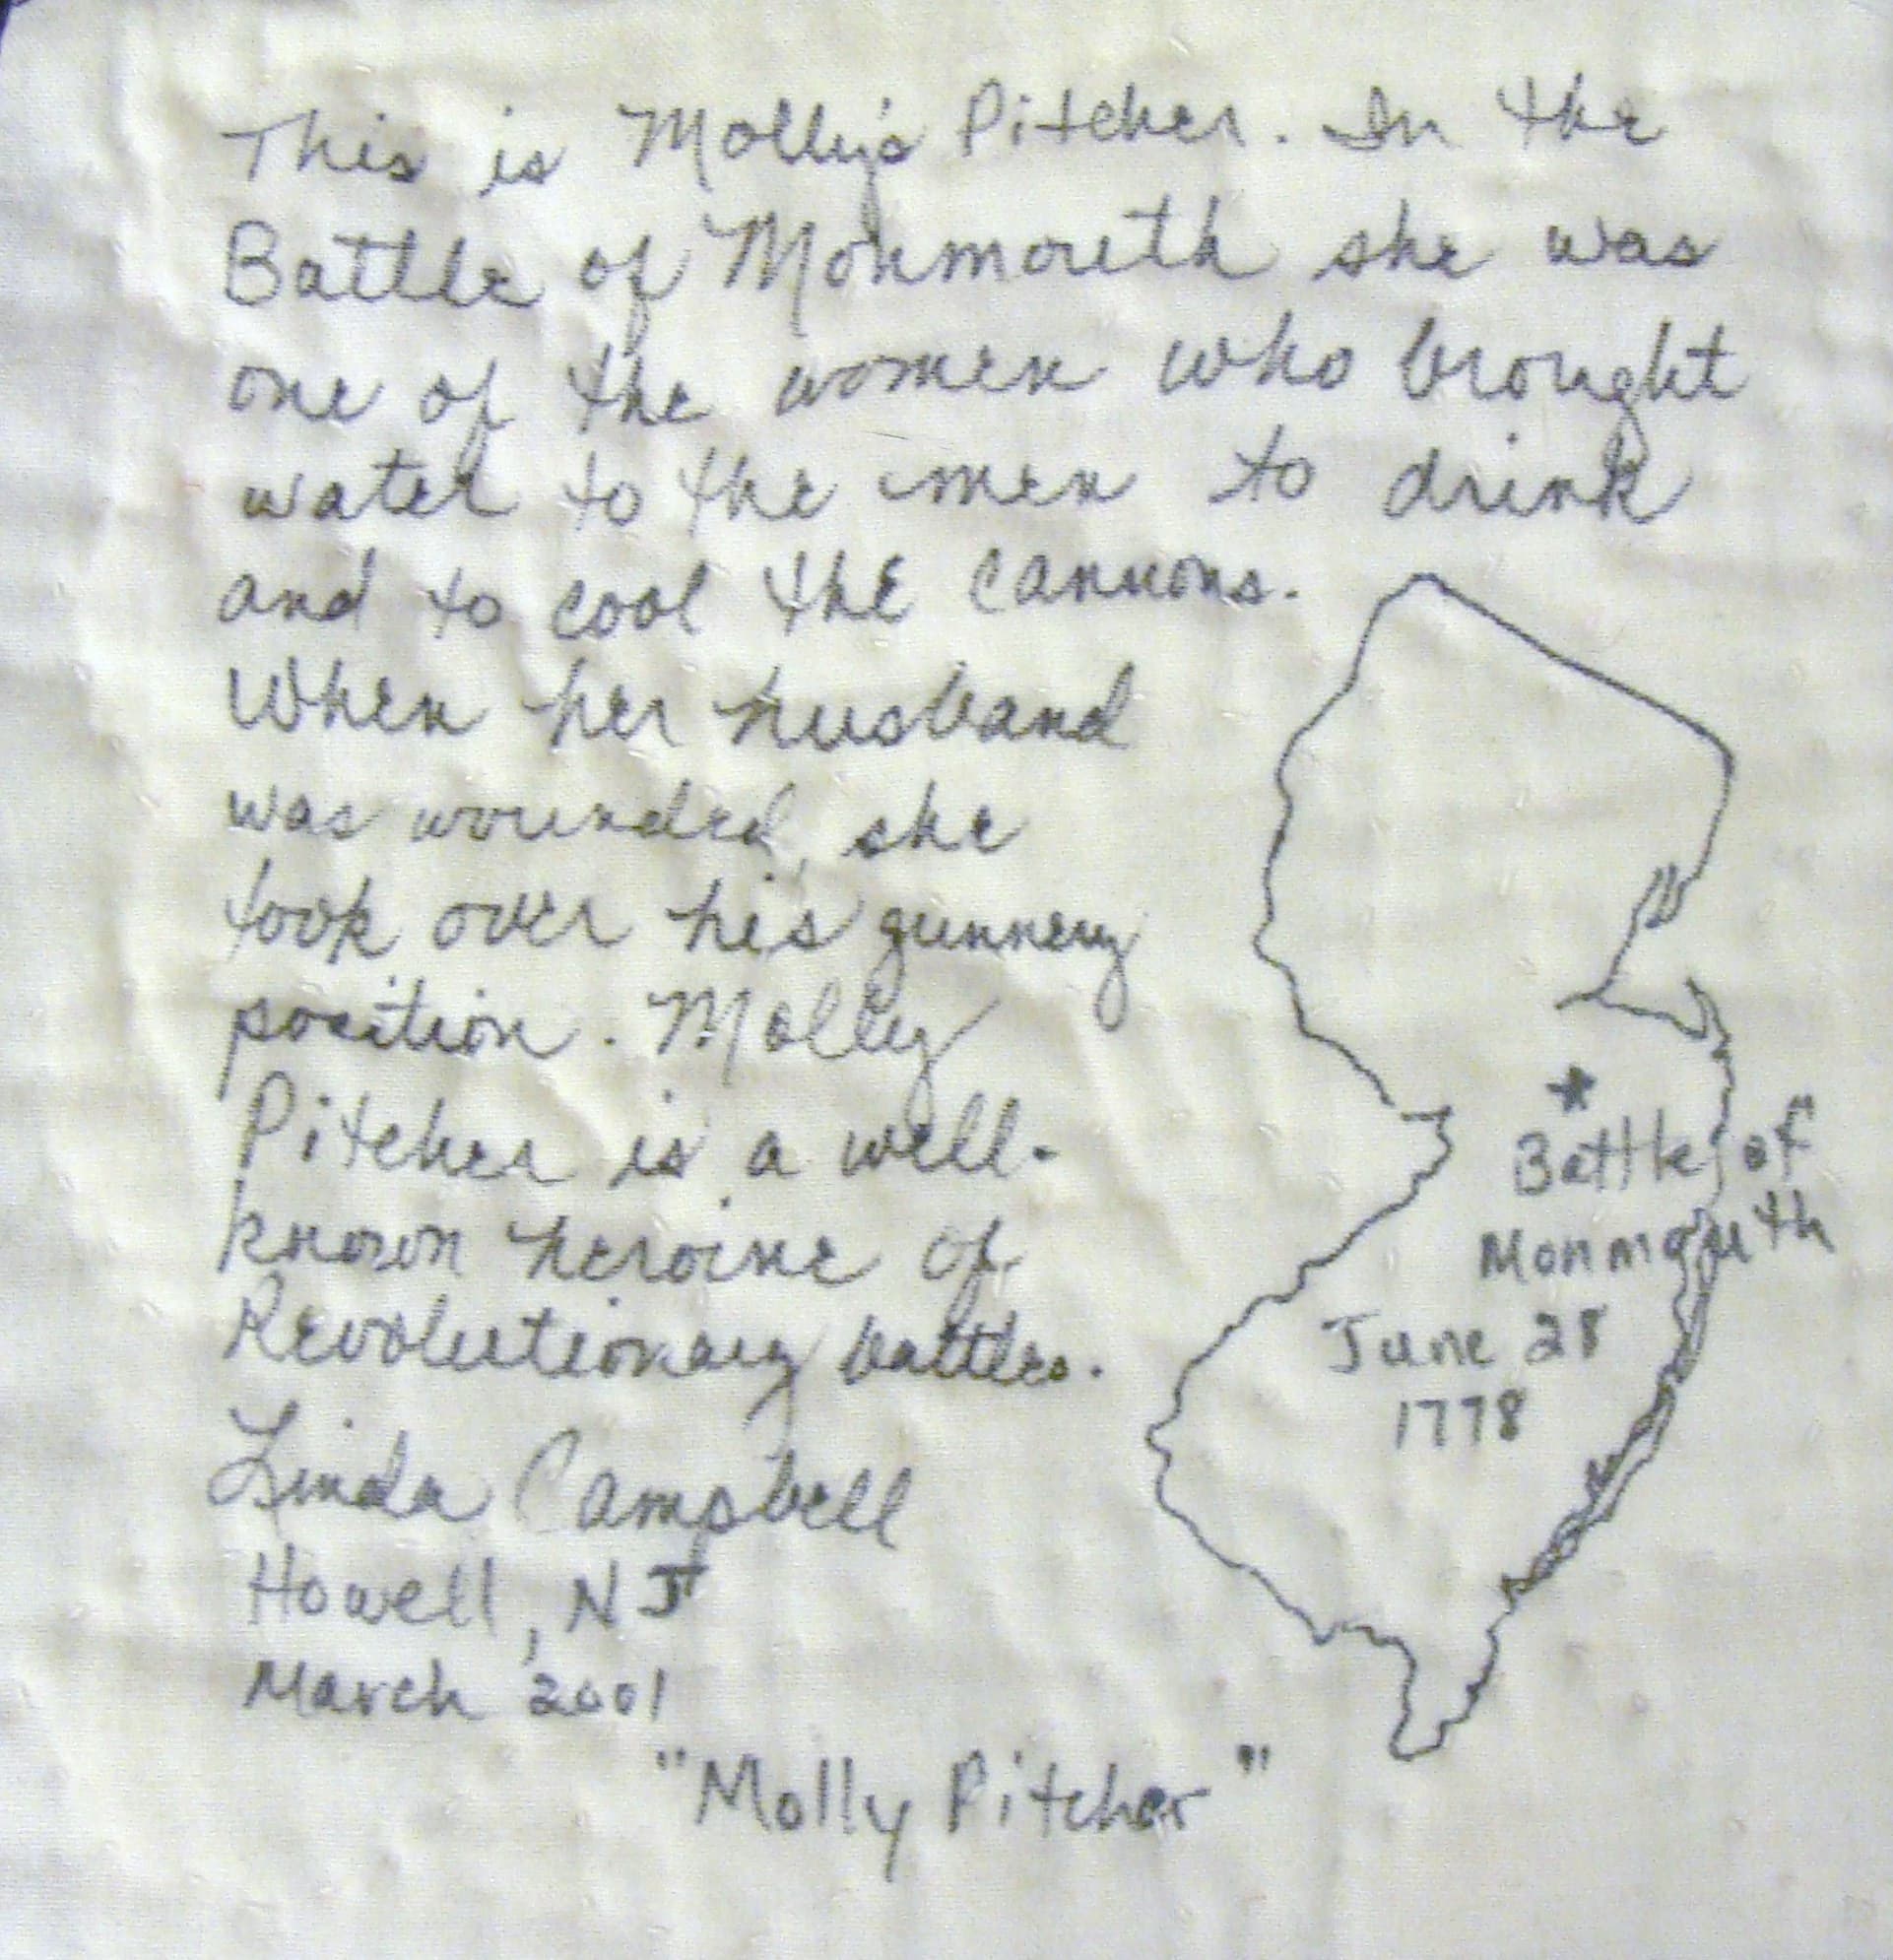 This is Molly's Pitcher. In the
Battle of Monmouth she was
one of the women who brought
water to the men to drink
and to cool the cannons.
When her husband
was wounded, she
took over his gunnery
position. Molly
Pitcher is a well-
known heroine of
Revolutionary battles.
Linda Campbell
Howell, NJ
March 2001
"Molly Pitcher"
Battle of
Monmouth
June 28
1778